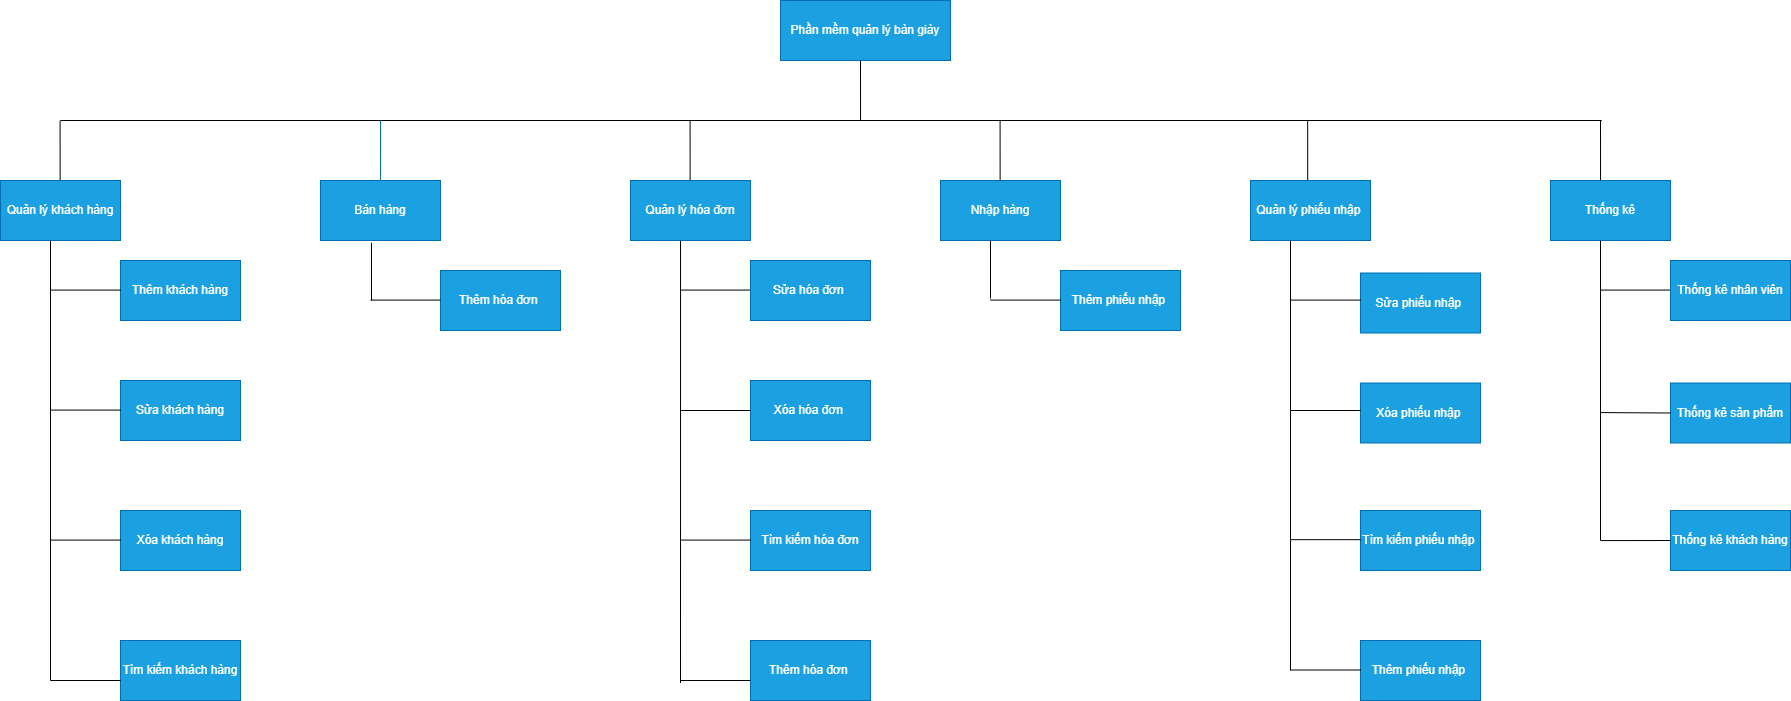 Phần mềm quản lý bán giày
Quản lý khách hàng
Bán hàng
Quản lý hóa đơn
Nhập hàng
Quản lý phiếu nhập
Thống kê
Thêm khách hàng
Sửa khách hàng
Xóa khách hàng
Tìm kiếm khách hàng
Thêm hóa đơn
Sửa hóa đơn
Xóa hóa đơn
Tìm kiếm hóa đơn
Thêm hóa đơn
Thêm phiếu nhập
Sửa phiếu nhập
Xóa phiếu nhập
Tìm kiếm phiếu nhập
Thêm phiếu nhập
Thống kê nhân viên
Thống kê sản phẩm
Thống kê khách hàng